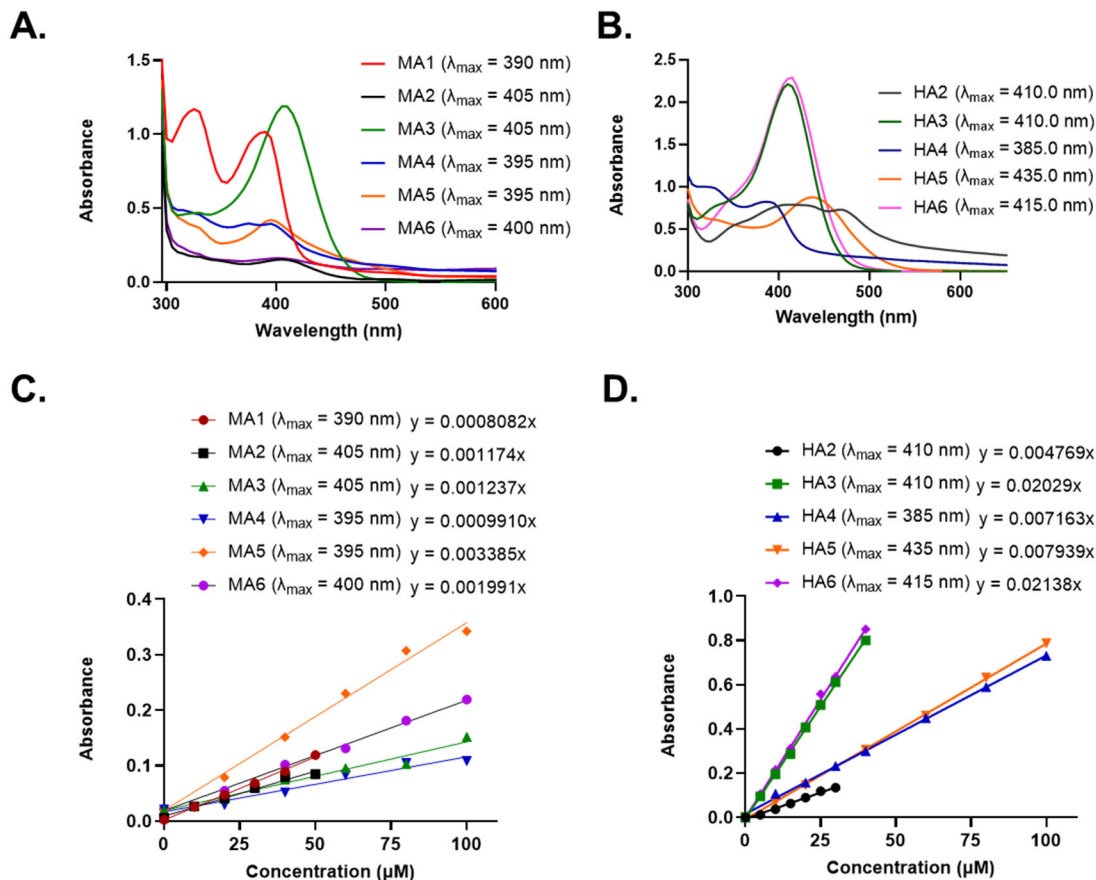 A.
1.5
1.0
0.5
0.0
300
400
500
600
Absorbance
Wavelength (nm)
MA1 (λmax = 390 nm)
MA2 (λmax = 405 nm)
MA3 (λmax = 405 nm)
MA4 (λmax = 395 nm)
MA5 (λmax = 395 nm)
MA6 (λmax = 400 nm)
B.
2.5
2.0
1.5
1.0
0.5
0.0
300
400
500
600
Absorbance
Wavelength (nm)
HA2 (λmax = 410.0 nm)
HA3 (λmax = 410.0 nm)
HA4 (λmax = 385.0 nm)
HA5 (λmax = 435.0 nm)
HA6 (λmax = 415.0 nm)
C.
MA1 (λmax = 390 nm) y = 0.0008082x
MA2 (λmax = 405 nm) y = 0.001174x
MA3 (λmax = 405 nm) y = 0.001237x
MA4 (λmax = 395 nm) y = 0.0009910x
MA5 (λmax = 395 nm) y = 0.003385x
MA6 (λmax = 400 nm) y = 0.001991x
0.4
0.3
0.2
0.1
0.0
0
25
50
75
100
Absorbance
Concentration (µM)
D.
HA2 (λmax = 410 nm) y = 0.004769x
HA3 (λmax = 410 nm) y = 0.02029x
HA4 (λmax = 385 nm) y = 0.007163x
HA5 (λmax = 435 nm) y = 0.007939x
HA6 (λmax = 415 nm) y = 0.02138x
1.0
0.8
0.6
0.4
0.2
0.0
0
25
50
75
100
Absorbance
Concentration (µM)